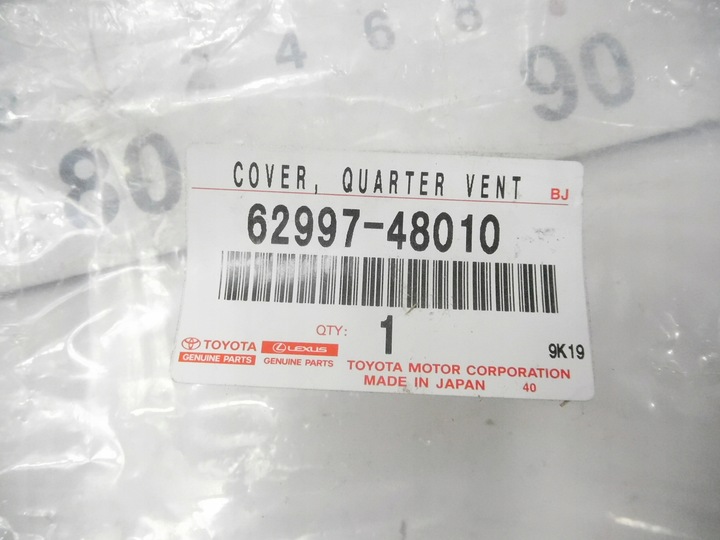 2 4 6 8
90
80
COVER, QUARTER VENT BJ
62997-48010
QTY: 1
9K19
TOYOTA
GENUINE PARTS
LEXUS
GENUINE PARTS
TOYOTA MOTOR CORPORATION
MADE IN JAPAN 40